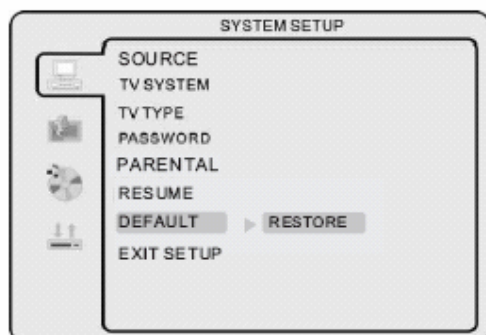 SYSTEM SETUP
SOURCE
TV SYSTEM
TV TYPE
PASSWORD
PARENTAL
RESUME
DEFAULT RESTORE
EXIT SETUP